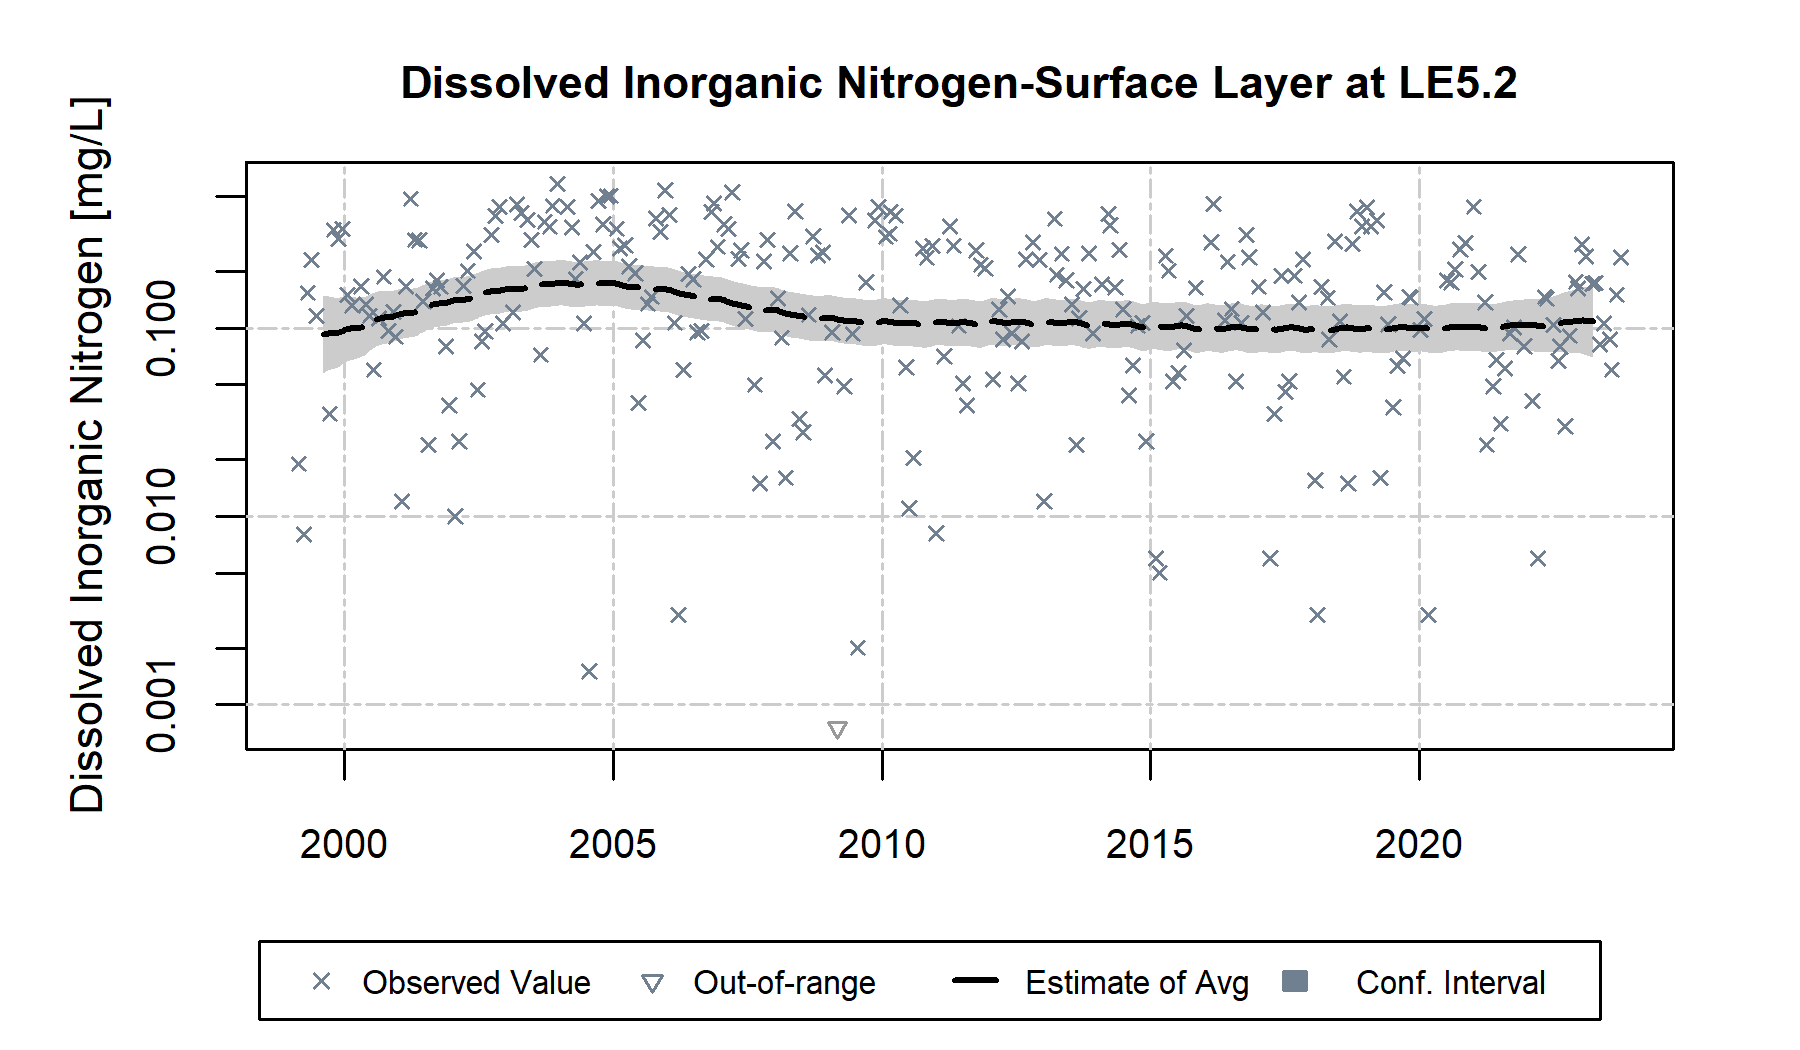 Dissolved Inorganic Nitrogen-Surface Layer at LE5.2
Dissolved Inorganic Nitrogen [mg/L]
0.100
0.010
0.001
2000 2005 2010 2015 2020
Observed Value Out-of-range Estimate of Avg Conf. Interval